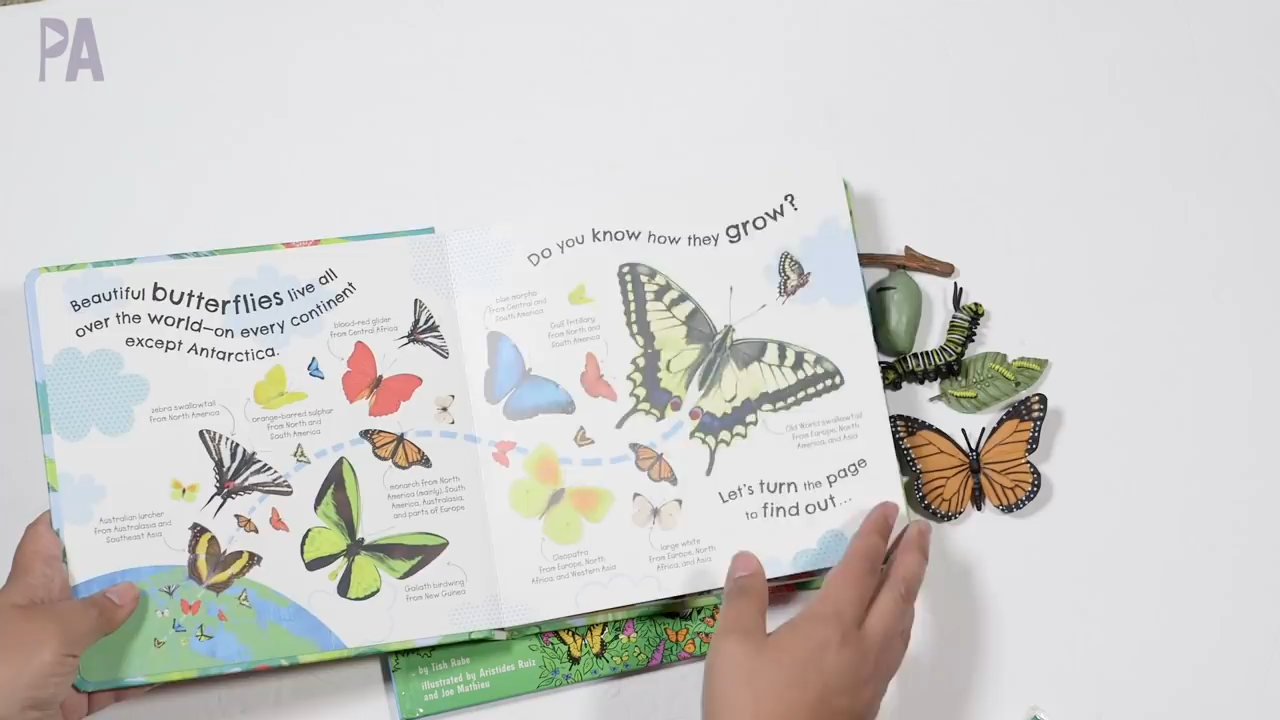 PA
Beautiful butterflies live all
over the world—on every continent
except Antarctica.
blood-red glider
from Central Africa
zebra swallowtail
from North America
orange-barred sulphur
from North and
South America
monarch from North
America (mainly), South
America, Australasia,
and parts of Europe
Australian lurcher
from Australasia and
Southeast Asia
Goliath birdwing
from New Guinea
Do you know how they grow?
blue morpho
from Central and
South America
Gulf fritillary
from North and
South America
Old World swallowtail
from Europe, North
America, and Asia
Cleopatra
from Europe, North
Africa, and Western Asia
large white
from Europe, North
Africa, and Asia
Let's turn the page
to find out...
by Tish Rabe
illustrated by Aristides Ruiz
and Joe Mathieu